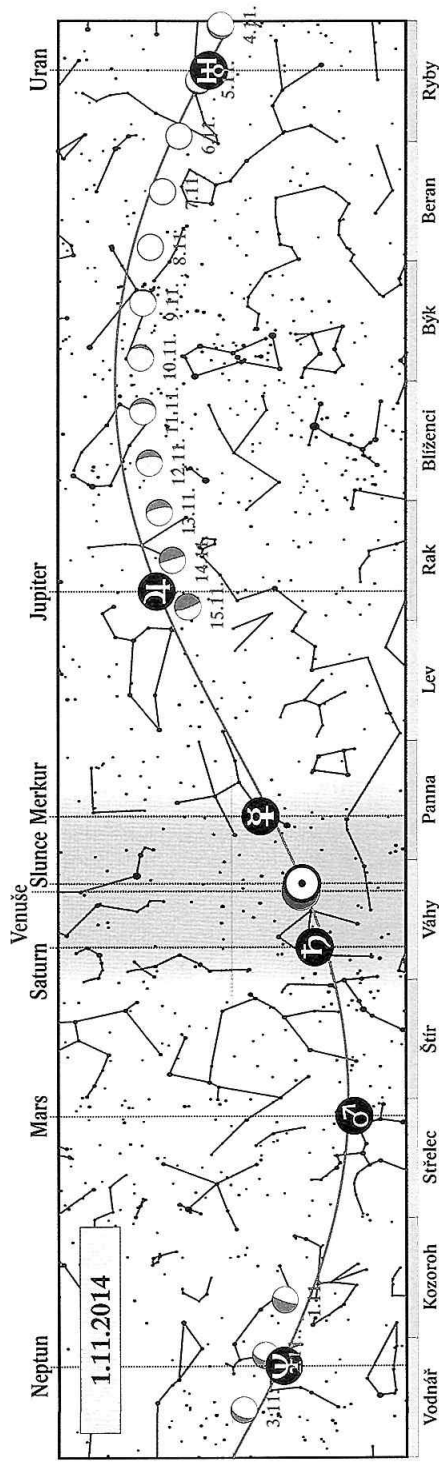 Neptun
Mars
Saturn
Venuše
Slunce
Merkur
Jupiter
Uran
1.11.2014
3.11.
1.11.
15.11.
14.11.
13.11.
12.11.
11.11.
10.11.
9.11.
8.11.
7.11.
6.11.
5.11.
4.11.
Vodnář
Kozoroh
Střelec
Štír
Váhy
Panna
Lev
Rak
Blíženci
Býk
Beran
Ryby